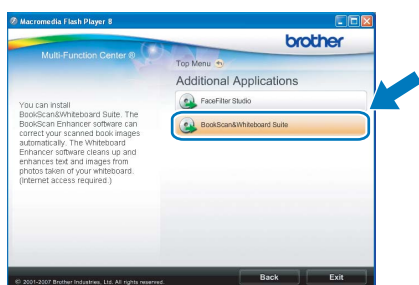 Macromedia Flash Player 8
brother
Multi-Function Center ®
Top Menu
Additional Applications
FaceFilter Studio
BookScan&Whiteboard Suite
You can install
BookScan&Whiteboard Suite. The
BookScan Enhancer software can
correct your scanned book images
automatically. The Whiteboard
Enhancer software cleans up and
enhances text and images from
photos taken of your whiteboard.
(Internet access required.)
© 2001-2007 Brother Industries, Ltd. All rights reserved.
Back
Exit